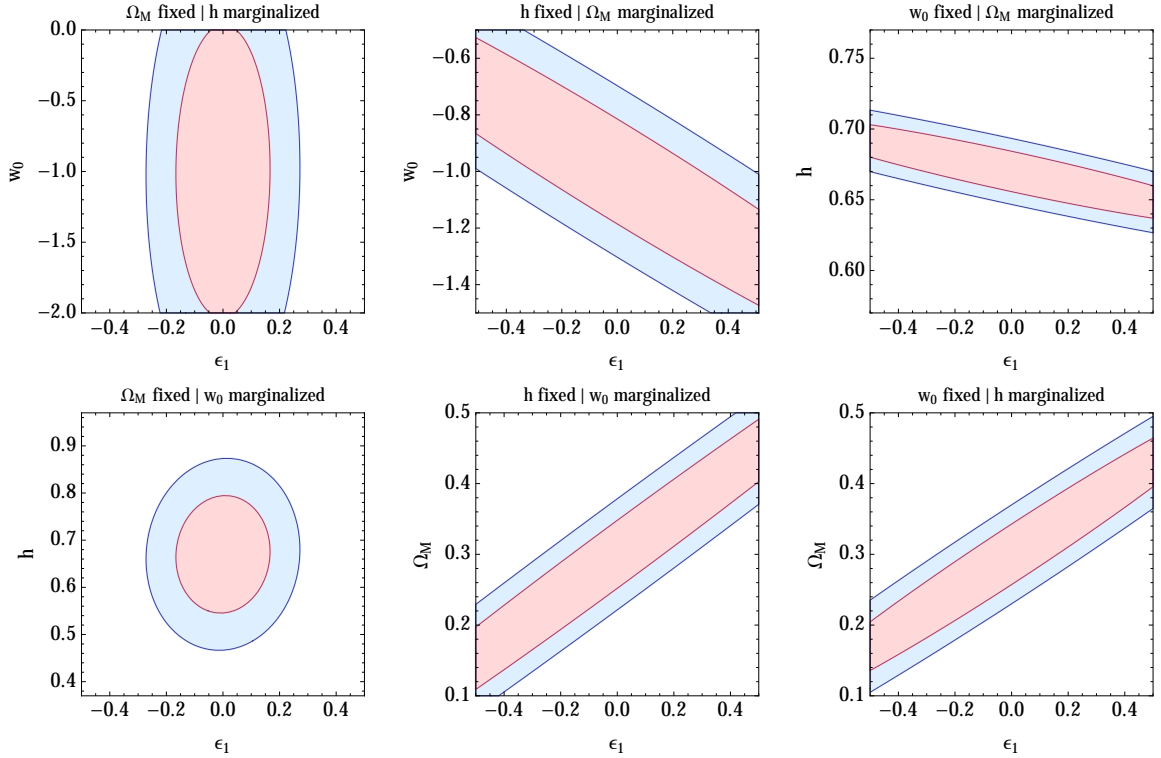 Ω_M fixed | h marginalized
h fixed | Ω_M marginalized
w_0 fixed | Ω_M marginalized
0.0
−0.5
−1.0
−1.5
−2.0
w_0
−0.4 −0.2 0.0 0.2 0.4
ϵ_1
−0.6
−0.8
−1.0
−1.2
−1.4
w_0
−0.4 −0.2 0.0 0.2 0.4
ϵ_1
0.75
0.70
0.65
0.60
h
−0.4 −0.2 0.0 0.2 0.4
ϵ_1
Ω_M fixed | w_0 marginalized
h fixed | w_0 marginalized
w_0 fixed | h marginalized
0.9
0.8
0.7
0.6
0.5
0.4
h
−0.4 −0.2 0.0 0.2 0.4
ϵ_1
0.5
0.4
0.3
0.2
0.1
Ω_M
−0.4 −0.2 0.0 0.2 0.4
ϵ_1
0.5
0.4
0.3
0.2
0.1
Ω_M
−0.4 −0.2 0.0 0.2 0.4
ϵ_1